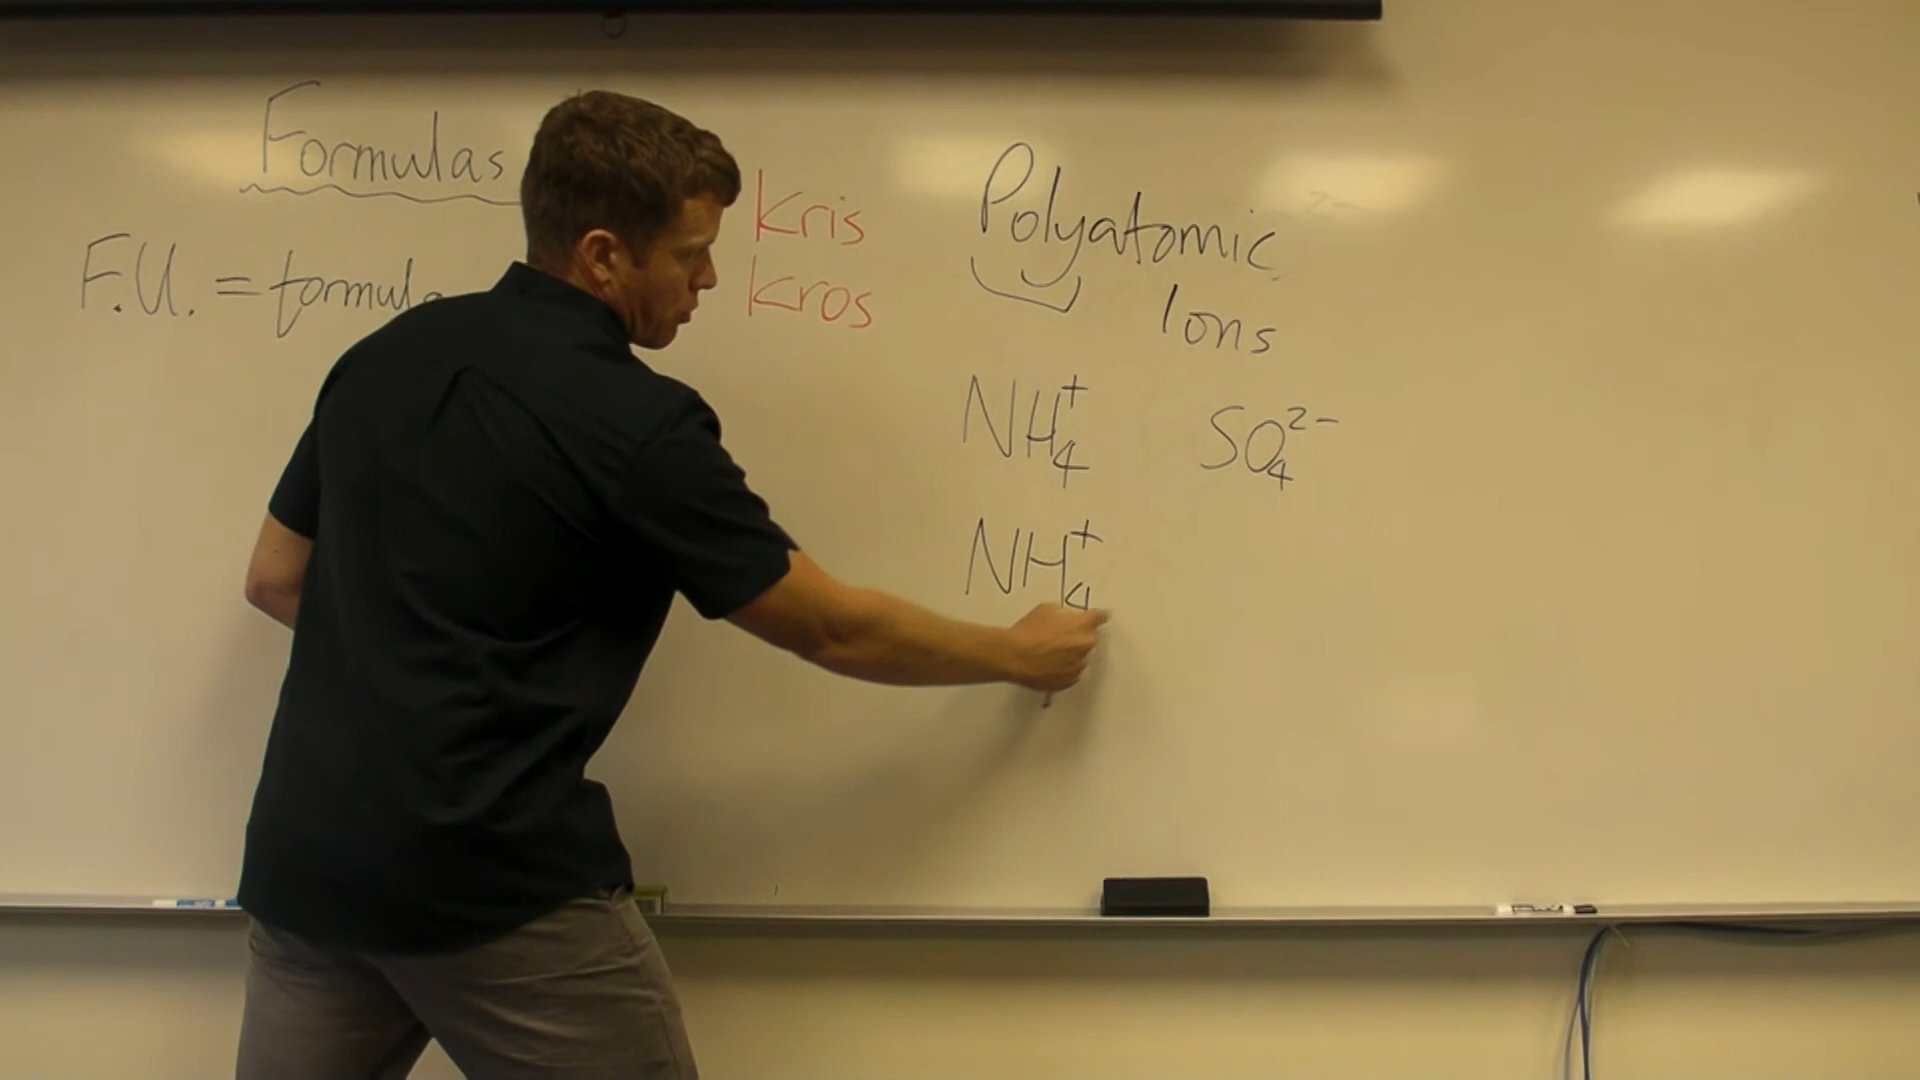 Formulas
F.U. = formula
Kris
Kros
Polyatomic
Ions
NH₄⁺ SO₄²⁻
NH₄⁺